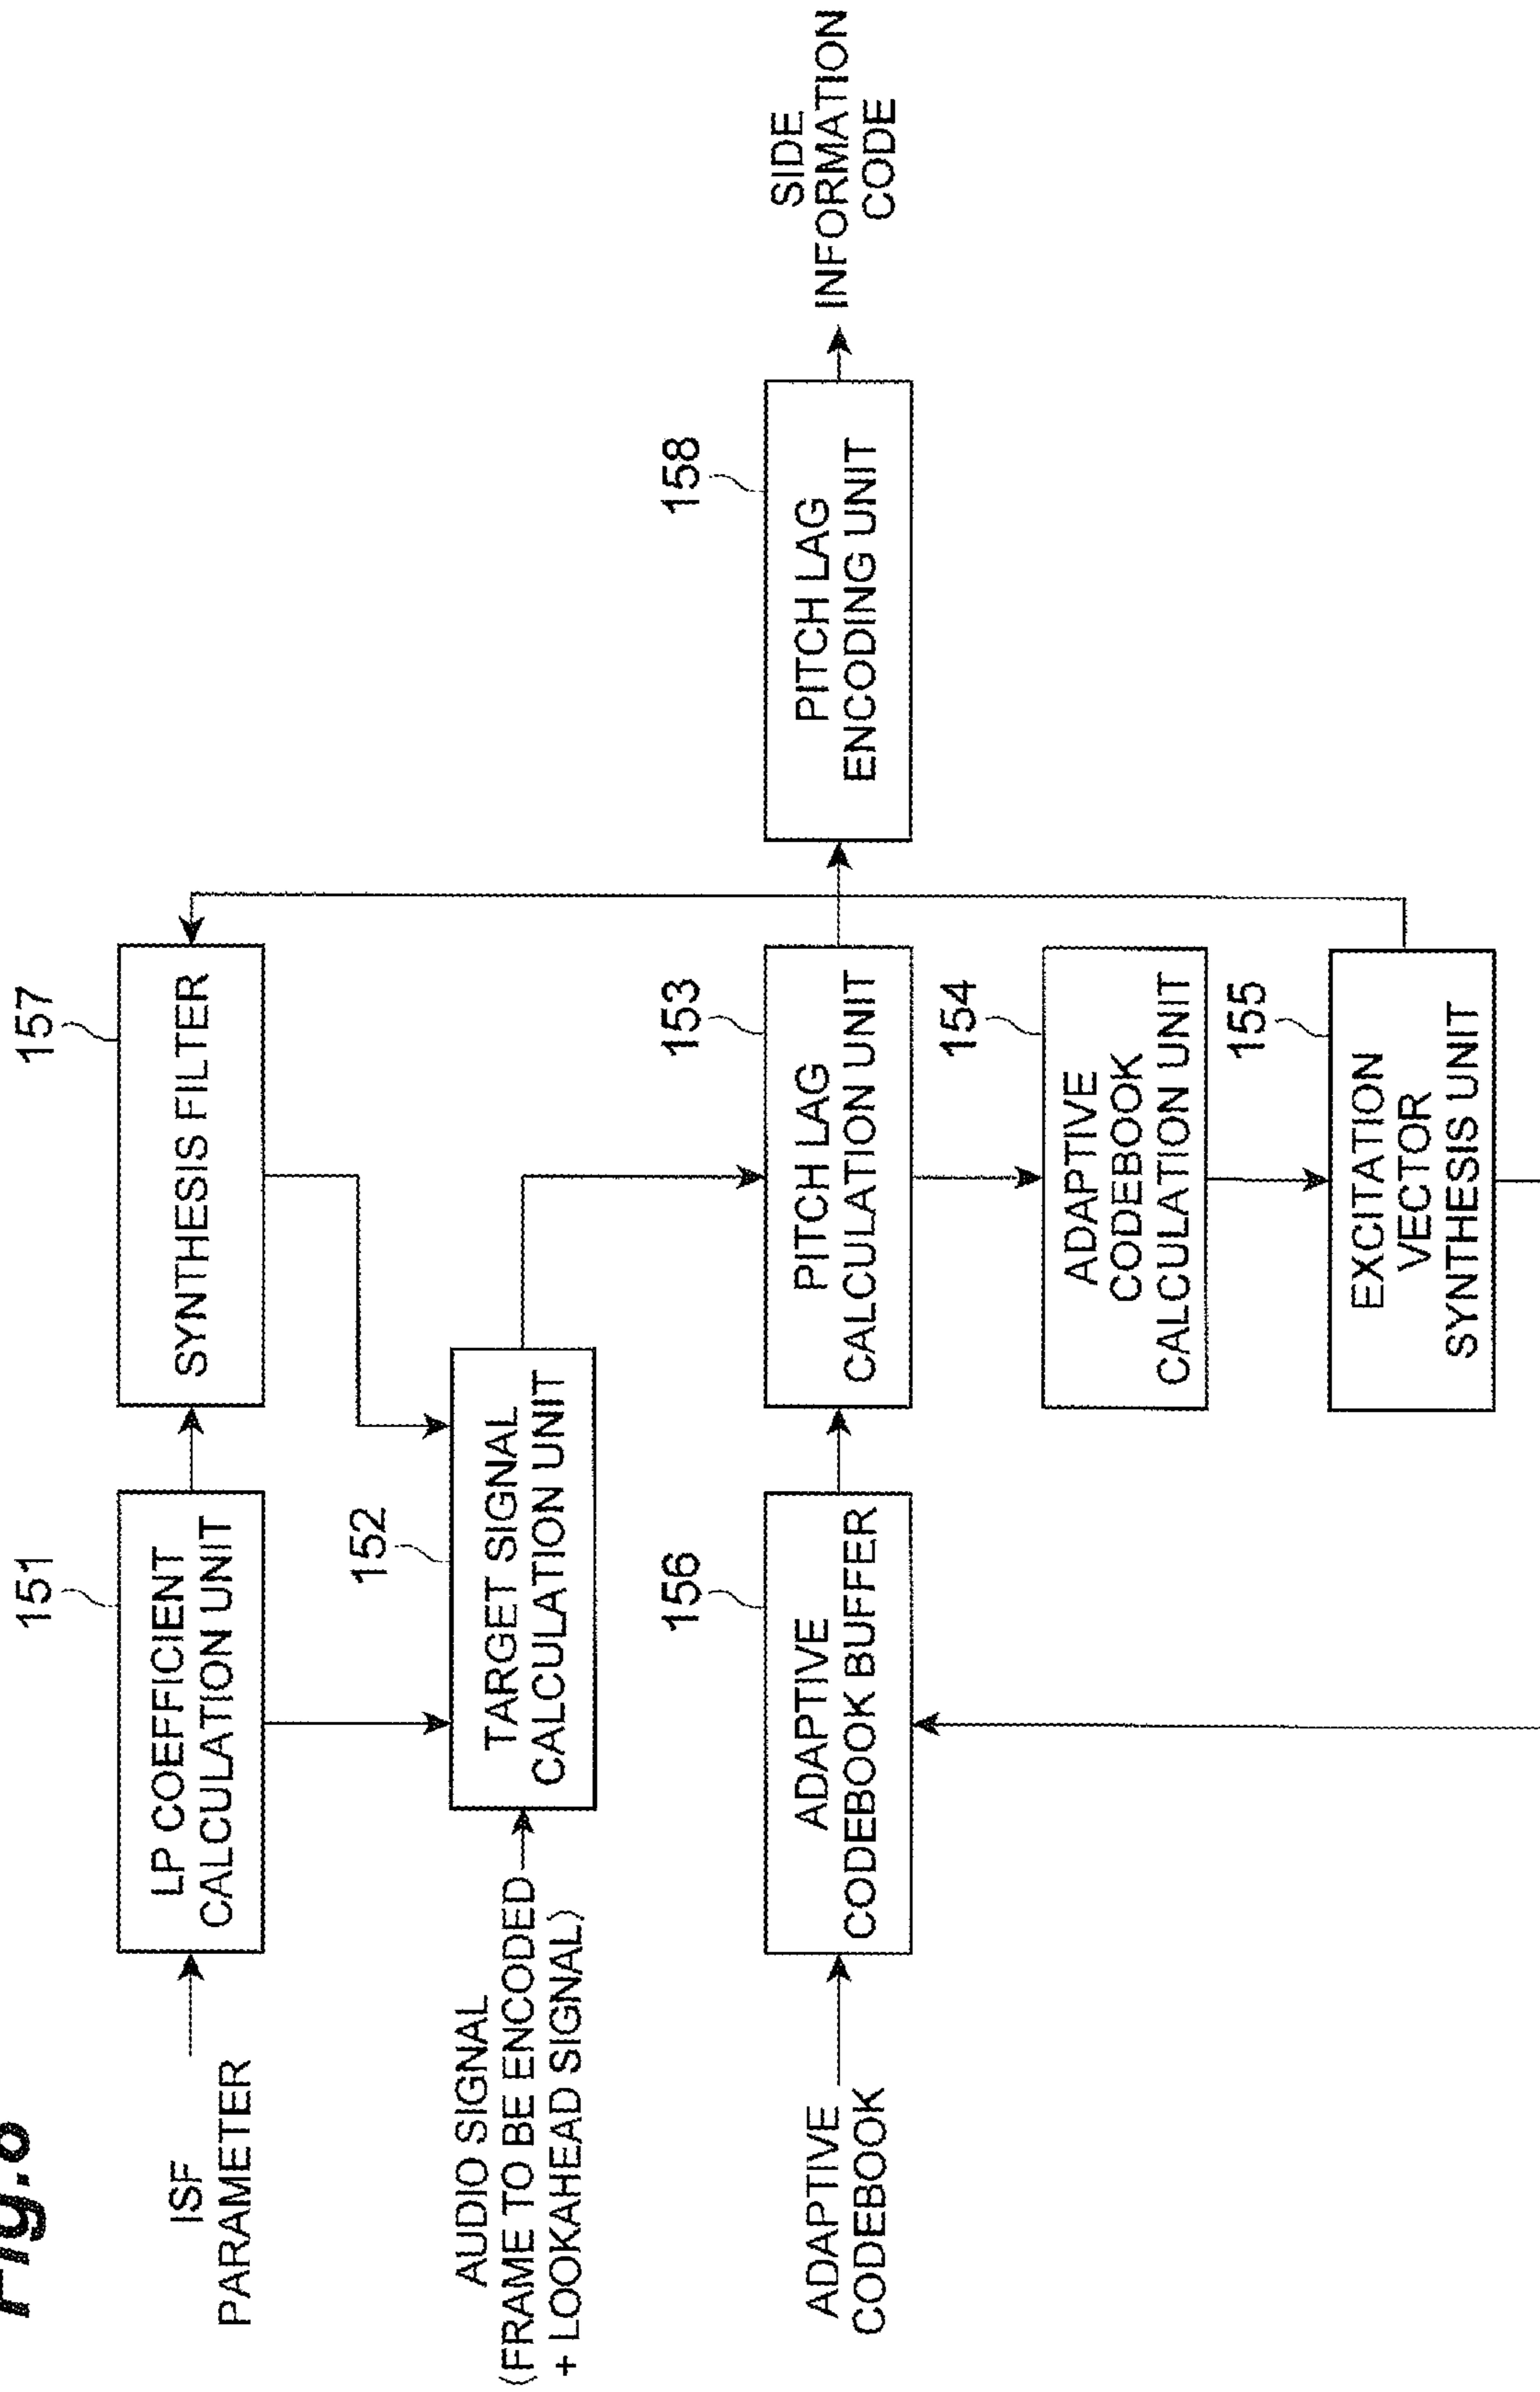 Fig.8
151
157
ISF
PARAMETER
LP COEFFICIENT
CALCULATION UNIT
SYNTHESIS FILTER
152
AUDIO SIGNAL
(FRAME TO BE ENCODED
+ LOOKAHEAD SIGNAL)
TARGET SIGNAL
CALCULATION UNIT
156
153
158
ADAPTIVE
CODEBOOK
ADAPTIVE
CODEBOOK BUFFER
PITCH LAG
CALCULATION UNIT
PITCH LAG
ENCODING UNIT
SIDE
INFORMATION
CODE
154
ADAPTIVE
CODEBOOK
CALCULATION UNIT
155
EXCITATION
VECTOR
SYNTHESIS UNIT